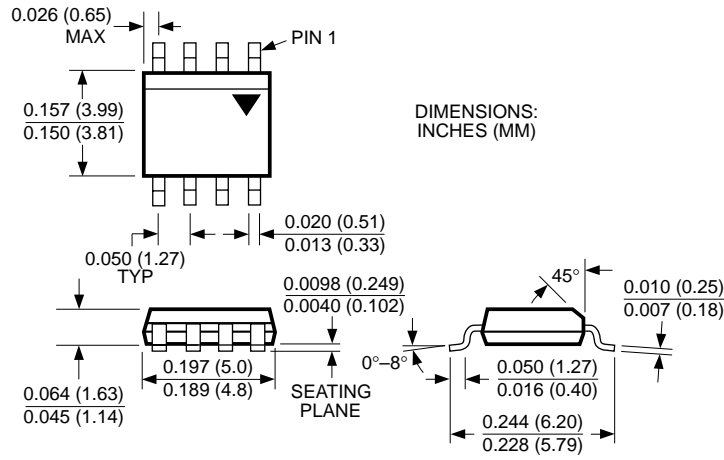 0.026 (0.65)
MAX
PIN 1
0.157 (3.99)
0.150 (3.81)
DIMENSIONS:
INCHES (MM)
0.020 (0.51)
0.013 (0.33)
0.050 (1.27)
TYP
0.0098 (0.249)
0.0040 (0.102)
45°
0.010 (0.25)
0.007 (0.18)
0°–8°
0.197 (5.0)
0.189 (4.8)
SEATING
PLANE
0.050 (1.27)
0.016 (0.40)
0.064 (1.63)
0.045 (1.14)
0.244 (6.20)
0.228 (5.79)